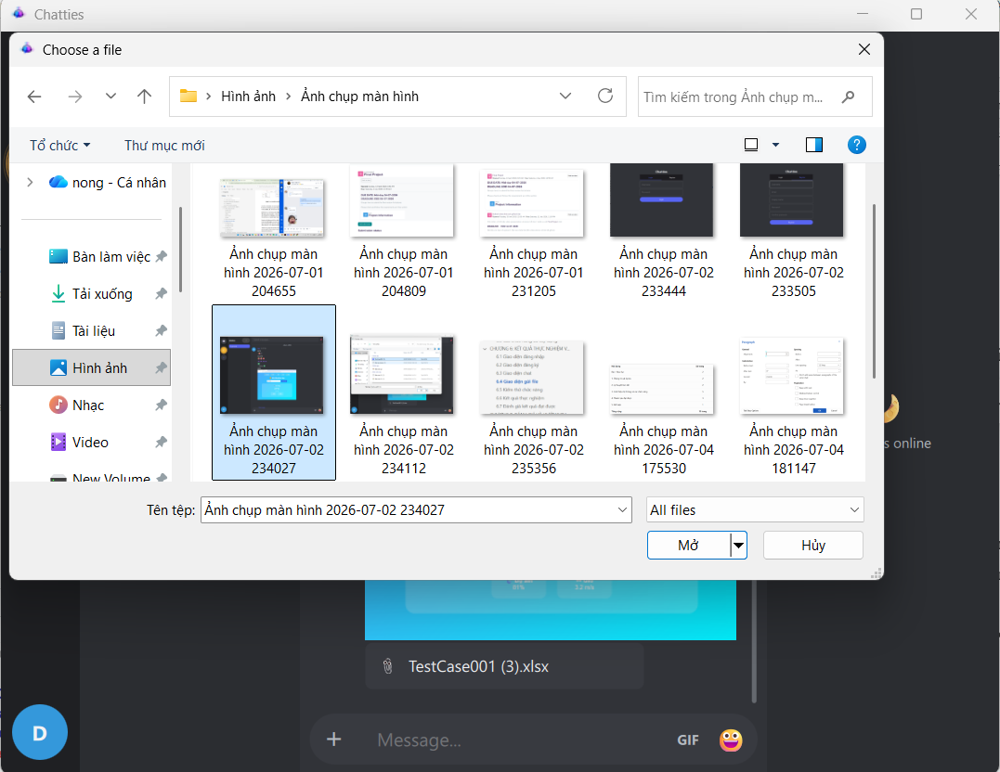 Chatties
Choose a file
Hình ảnh
Ảnh chụp màn hình
Tìm kiếm trong Ảnh chụp m...
Tổ chức
Thư mục mới
nong - Cá nhân
Bàn làm việc
Tải xuống
Tài liệu
Hình ảnh
Nhạc
Video
New Volume
Ảnh chụp màn
hình 2026-07-01
204655
Ảnh chụp màn
hình 2026-07-01
204809
Ảnh chụp màn
hình 2026-07-01
231205
Ảnh chụp màn
hình 2026-07-02
233444
Ảnh chụp màn
hình 2026-07-02
233505
Ảnh chụp màn
hình 2026-07-02
234027
Ảnh chụp màn
hình 2026-07-02
234112
Ảnh chụp màn
hình 2026-07-02
235356
Ảnh chụp màn
hình 2026-07-04
175530
Ảnh chụp màn
hình 2026-07-04
181147
Tên tệp:
Ảnh chụp màn hình 2026-07-02 234027
All files
Mở
Hủy
s online
81%
3.2 m/s
TestCase001 (3).xlsx
D
Message...
GIF